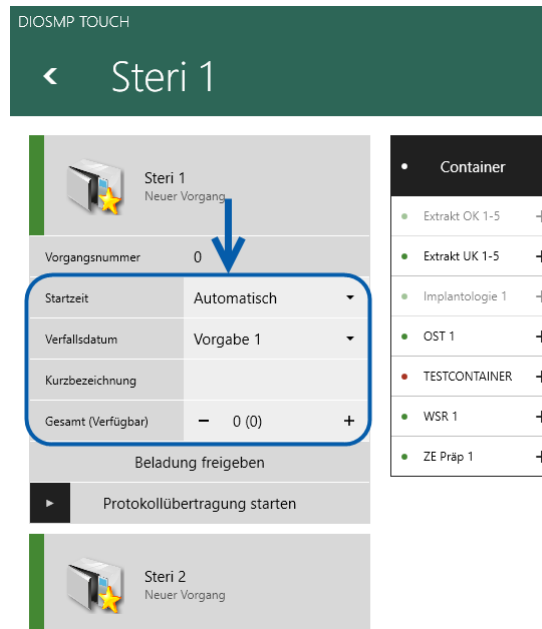 DIOSMP TOUCH
Steri 1
Steri 1
Neuer Vorgang
Vorgangsnummer 0
Startzeit Automatisch
Verfallsdatum Vorgabe 1
Kurzbezeichnung
Gesamt (Verfügbar) − 0 (0) +
Beladung freigeben
Protokollübertragung starten
Steri 2
Neuer Vorgang
Container
Extrakt OK 1-5 +
Extrakt UK 1-5 +
Implantologie 1 +
OST 1 +
TESTCONTAINER +
WSR 1 +
ZE Präp 1 +